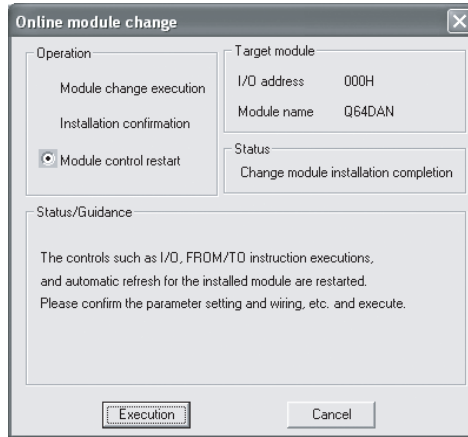 Online module change
Operation
Module change execution
Installation confirmation
Module control restart
Target module
I/O address 000H
Module name Q64DAN
Status
Change module installation completion
Status/Guidance
The controls such as I/O, FROM/TO instruction executions,
and automatic refresh for the installed module are restarted.
Please confirm the parameter setting and wiring, etc. and execute.
Execution
Cancel